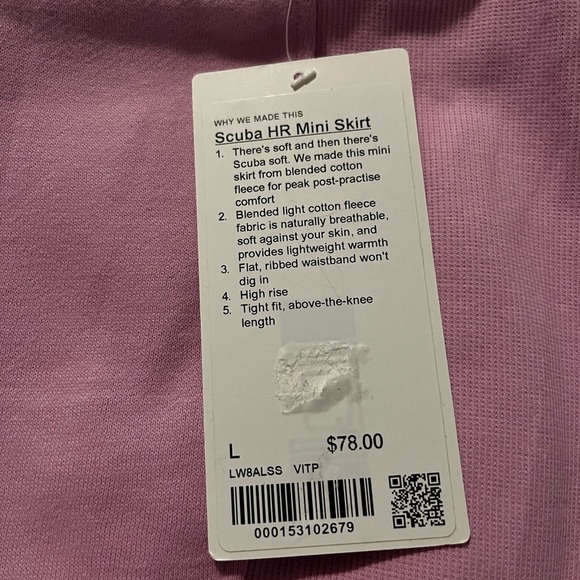 WHY WE MADE THIS
Scuba HR Mini Skirt
1. There's soft and then there's
Scuba soft. We made this mini
skirt from blended cotton
fleece for peak post-practise
comfort
2. Blended light cotton fleece
fabric is naturally breathable,
soft against your skin, and
provides lightweight warmth
3. Flat, ribbed waistband won't
dig in
4. High rise
5. Tight fit, above-the-knee
length
L $78.00
LW8ALSS VITP
000153102679